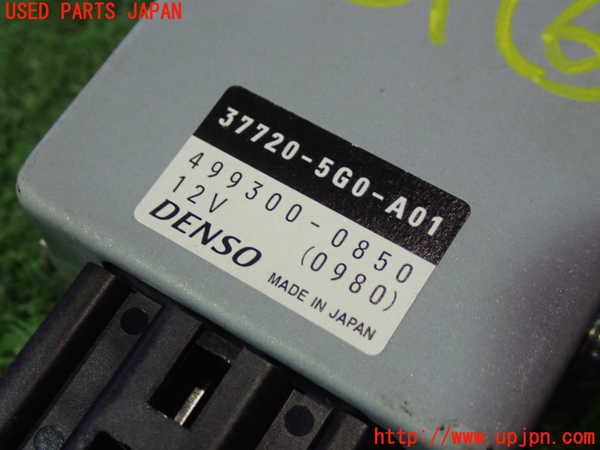 USED PARTS JAPAN
37720-5G0-A01
499300-0850
12V (0980)
DENSO
MADE IN JAPAN
http://www.upjpn.com/